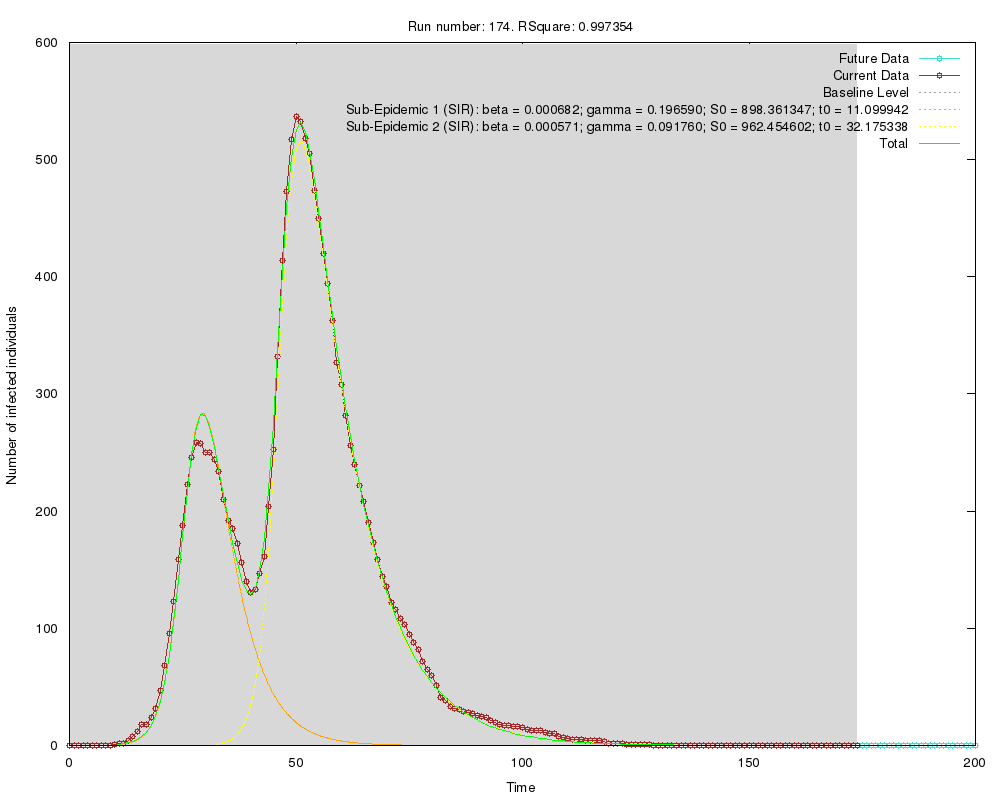 Run number: 174. RSquare: 0.997354
600
Future Data
Current Data
Baseline Level
Sub-Epidemic 1 (SIR): beta = 0.000682; gamma = 0.196590; S0 = 898.361347; t0 = 11.099942
Sub-Epidemic 2 (SIR): beta = 0.000571; gamma = 0.091760; S0 = 962.454602; t0 = 32.175338
Total
500
400
300
200
100
0
Number of infected individuals
0 50 100 150 200
Time